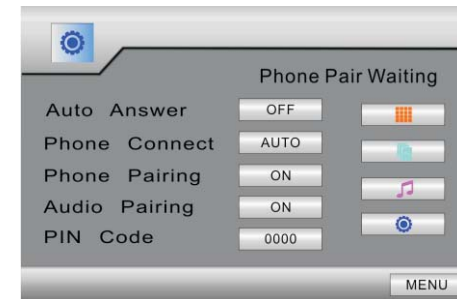 Phone Pair Waiting
Auto Answer OFF
Phone Connect AUTO
Phone Pairing ON
Audio Pairing ON
PIN Code 0000
MENU